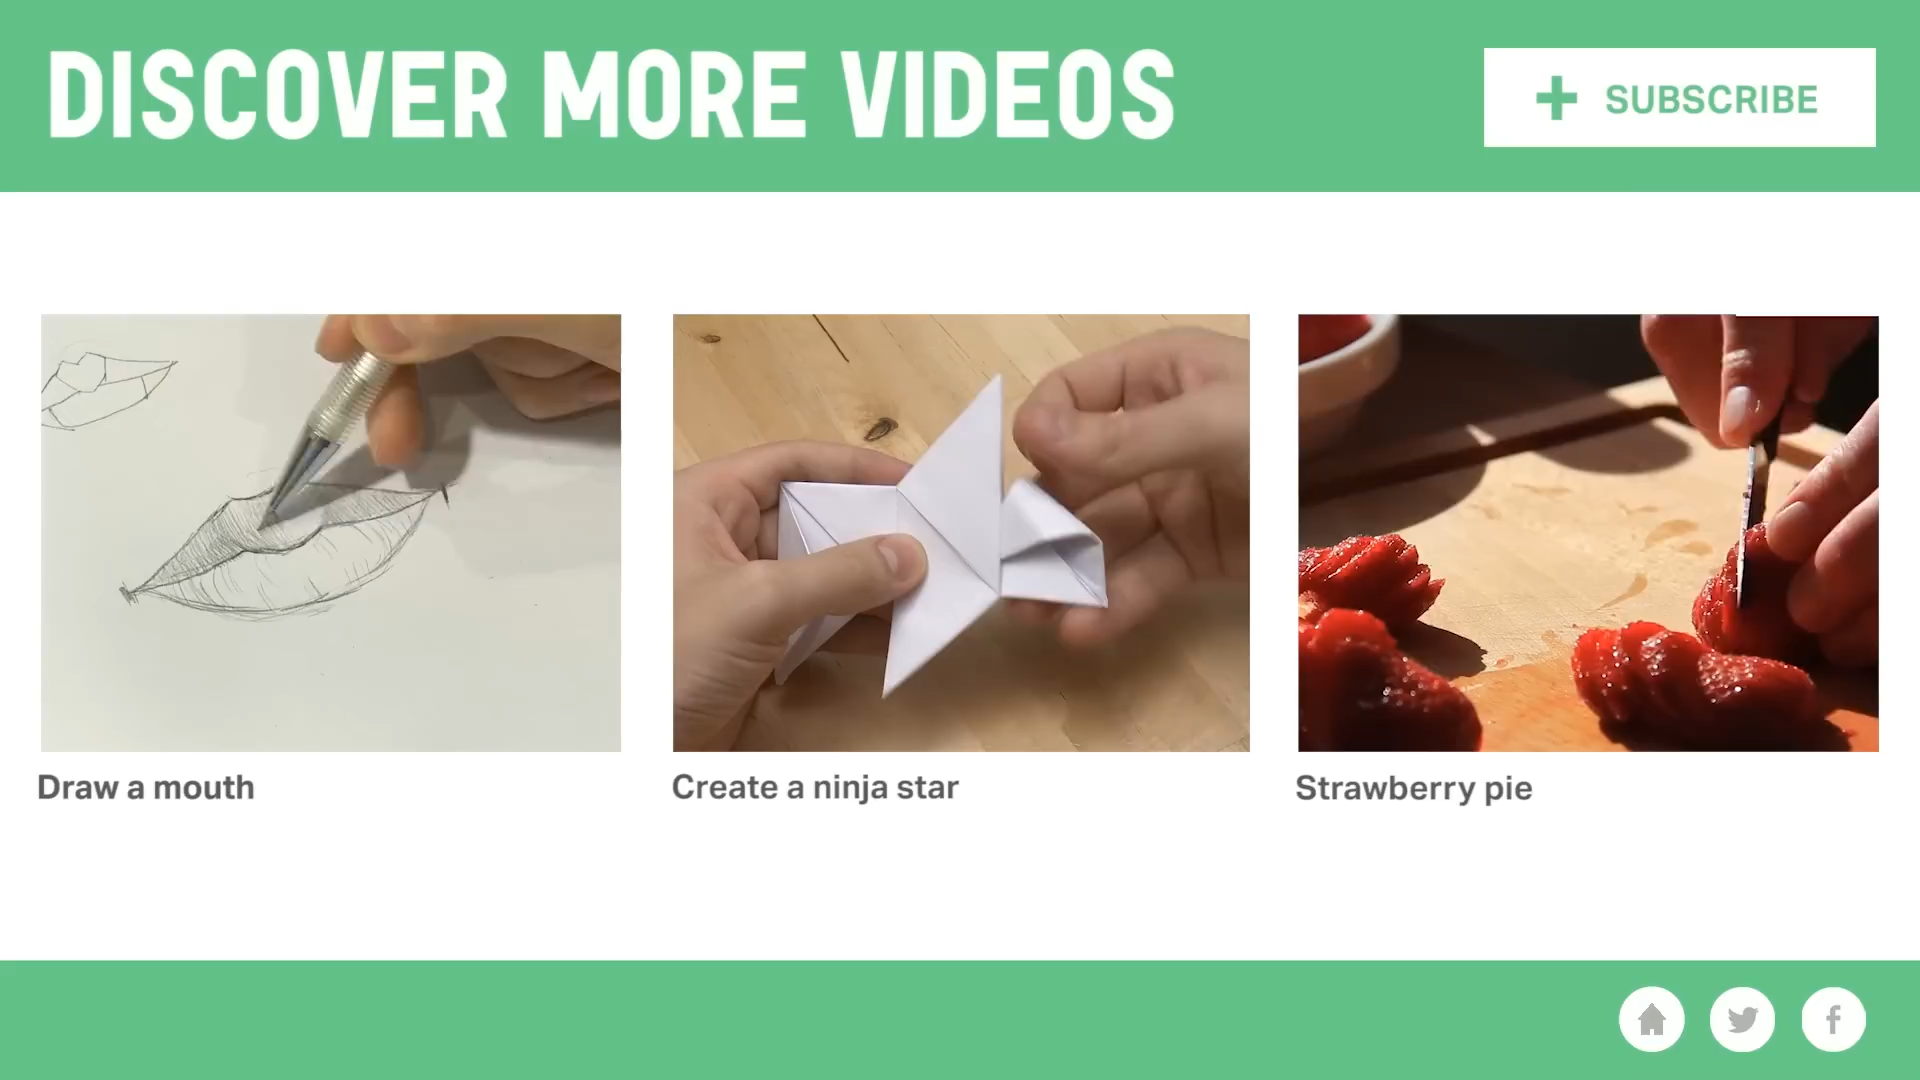 DISCOVER MORE VIDEOS
SUBSCRIBE
Draw a mouth
Create a ninja star
Strawberry pie